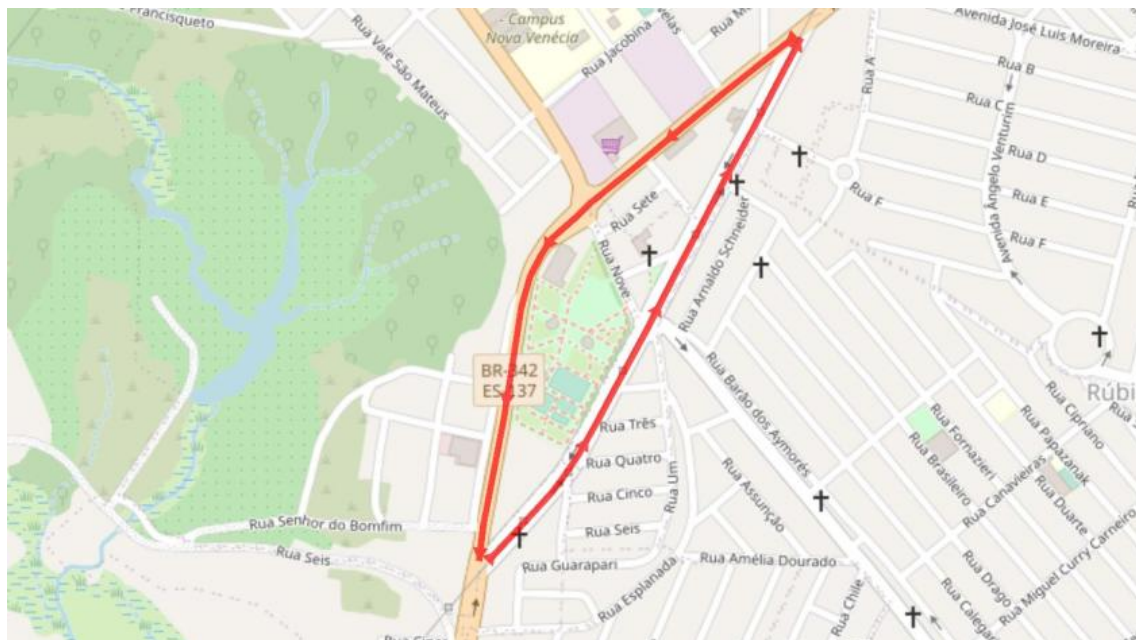 Francisqueto
- Campus
Nova Venécia
Rua Jacobina
Avenida José Luis Moreira
Rua Vale São Mateus
Rua A
Rua B
Rua C
Rua D
Rua E
Rua F
Rua F
Avenida Ângelo Venturim
Rua Sete
Rua Nove
Rua Arnaldo Schneider
BR-342
ES-137
Rua Barão dos Aymorés
Rúbi
Rua Três
Rua Quatro
Rua Cinco
Rua Seis
Rua Um
Rua Guarapari
Rua Assunção
Rua Fornazieri
Rua Brasileiro
Rua Papazanak
Rua Cipriano
Rua Canavieiras
Rua Duarte
Rua Senhor do Bomfim
Rua Seis
Rua Amélia Dourado
Rua Esplanada
Rua Chile
Rua Drago
Rua Miguel Curry Carneiro
Rua Calega